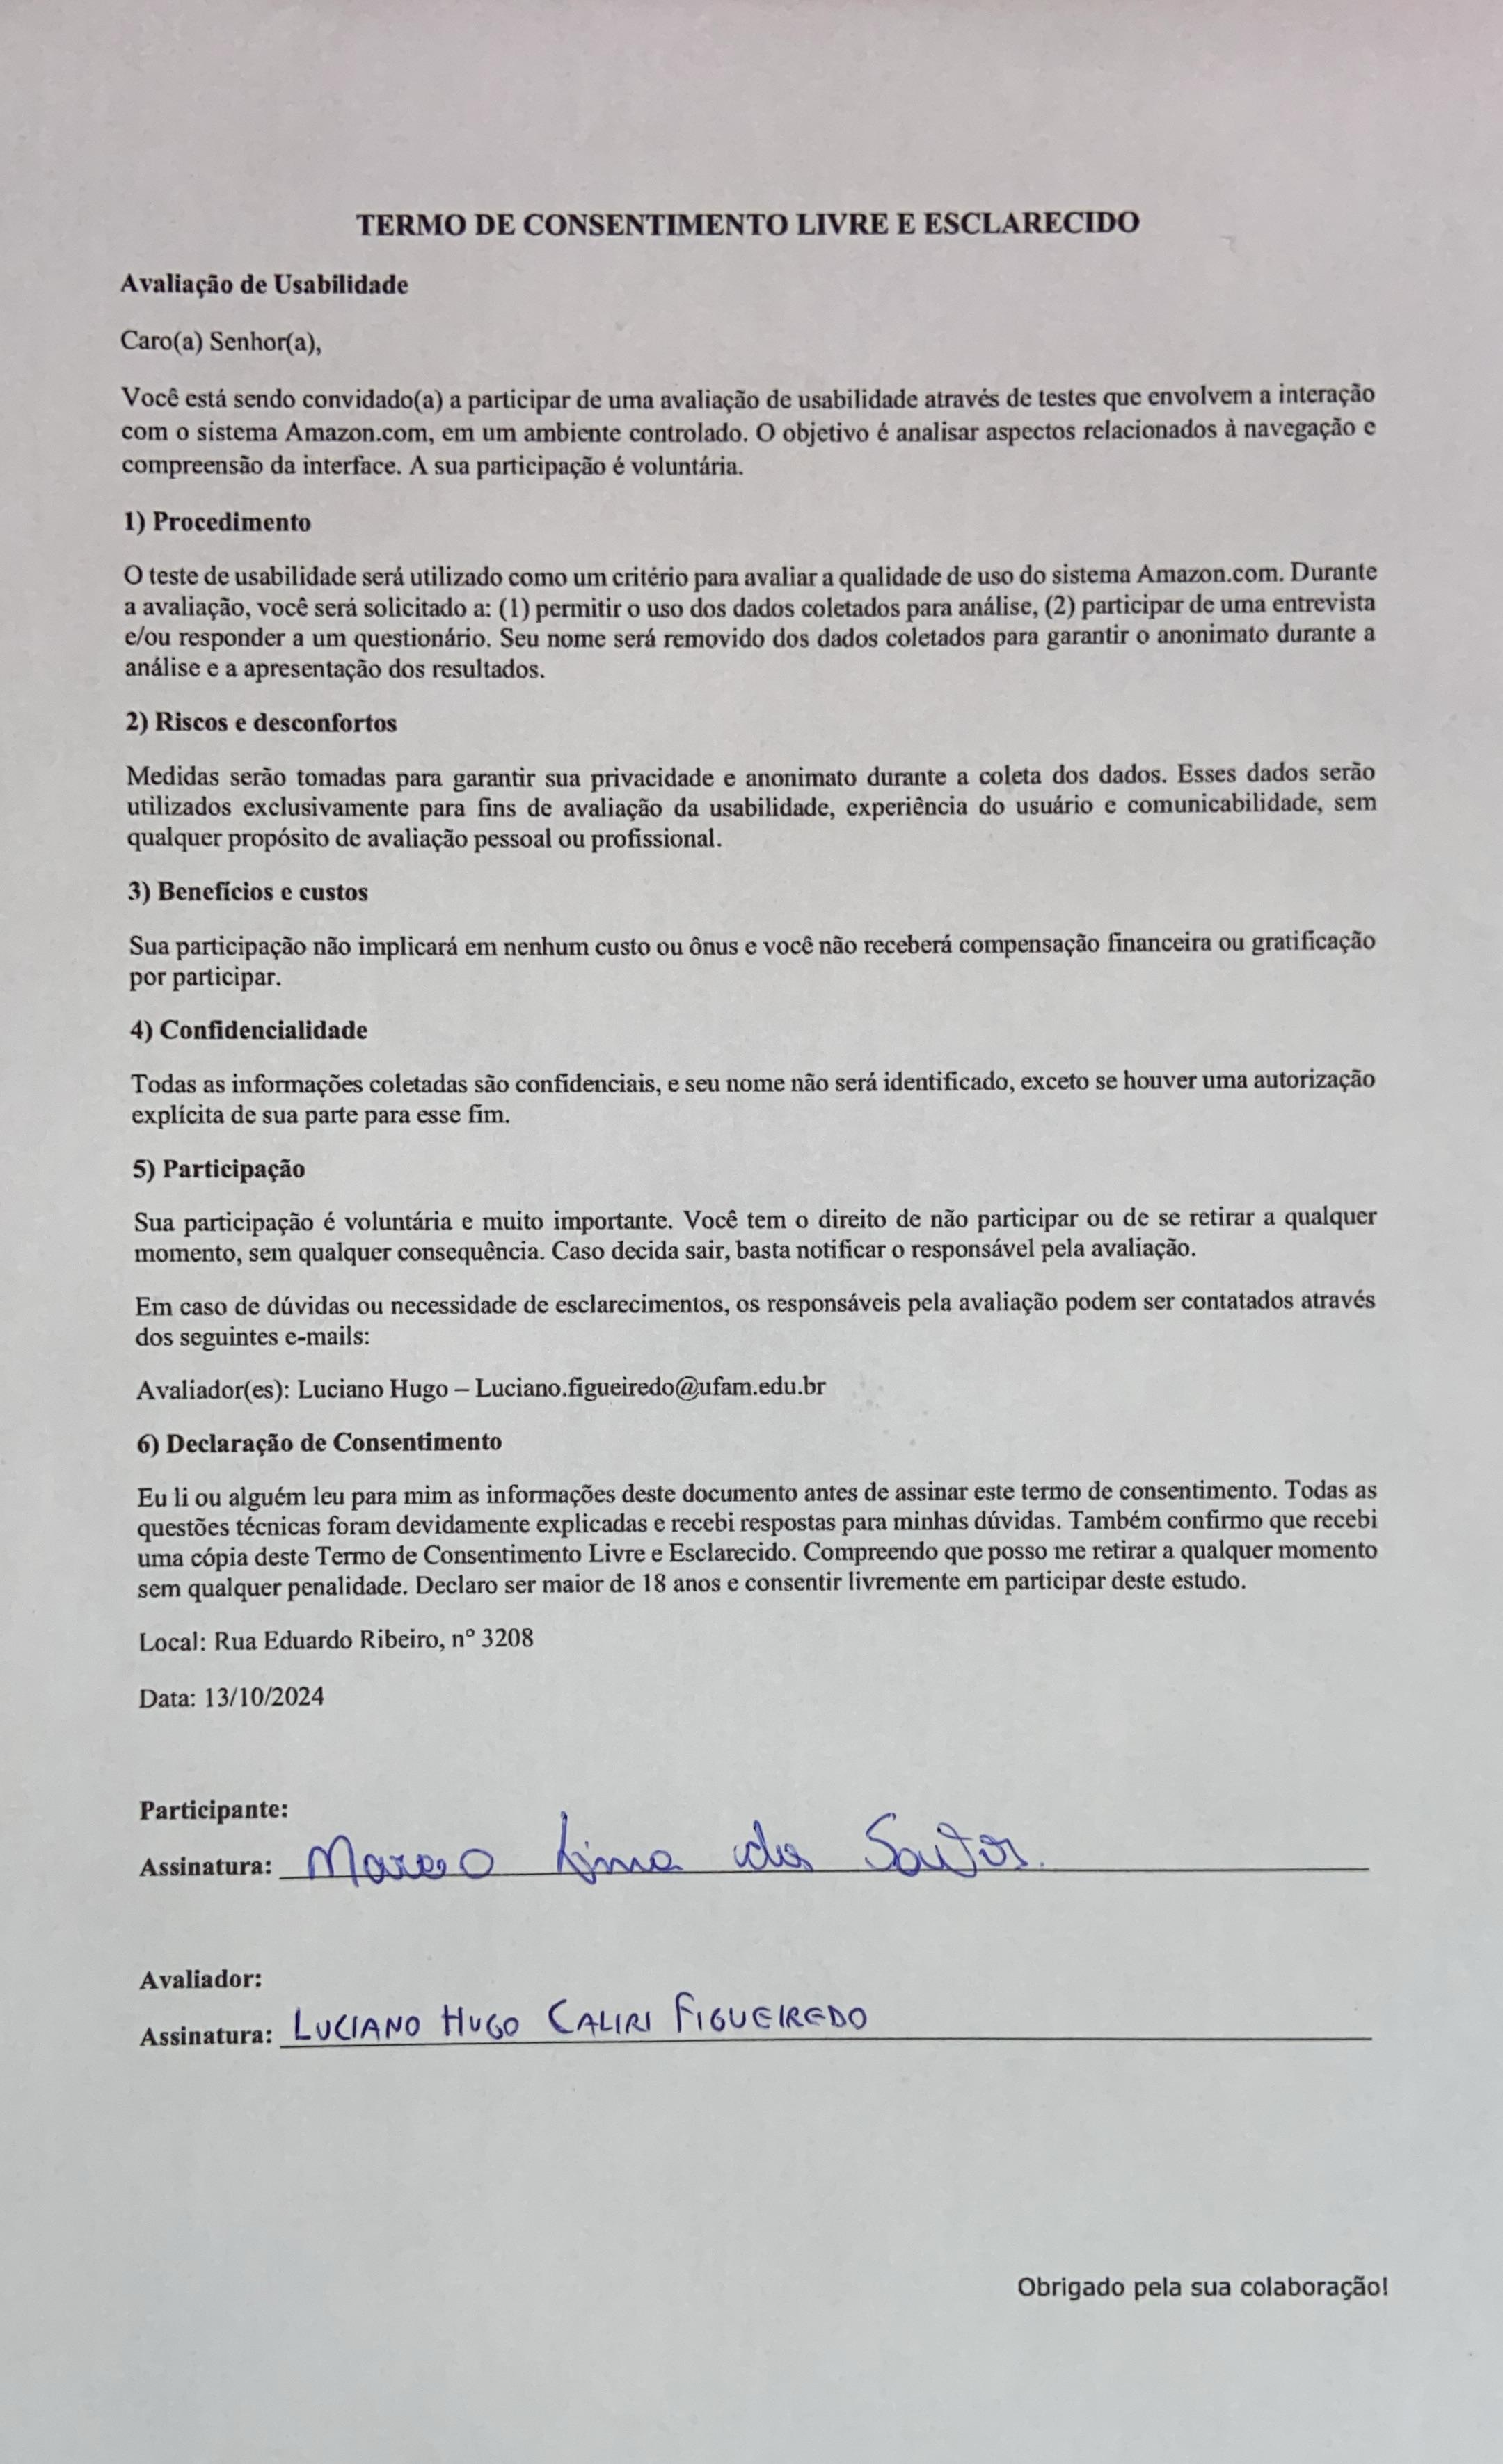 TERMO DE CONSENTIMENTO LIVRE E ESCLARECIDO
Avaliação de Usabilidade
Caro(a) Senhor(a),
Você está sendo convidado(a) a participar de uma avaliação de usabilidade através de testes que envolvem a interação
com o sistema Amazon.com, em um ambiente controlado. O objetivo é analisar aspectos relacionados à navegação e
compreensão da interface. A sua participação é voluntária.
1) Procedimento
O teste de usabilidade será utilizado como um critério para avaliar a qualidade de uso do sistema Amazon.com. Durante
a avaliação, você será solicitado a: (1) permitir o uso dos dados coletados para análise, (2) participar de uma entrevista
e/ou responder a um questionário. Seu nome será removido dos dados coletados para garantir o anonimato durante a
análise e a apresentação dos resultados.
2) Riscos e desconfortos
Medidas serão tomadas para garantir sua privacidade e anonimato durante a coleta dos dados. Esses dados serão
utilizados exclusivamente para fins de avaliação da usabilidade, experiência do usuário e comunicabilidade, sem
qualquer propósito de avaliação pessoal ou profissional.
3) Benefícios e custos
Sua participação não implicará em nenhum custo ou ônus e você não receberá compensação financeira ou gratificação
por participar.
4) Confidencialidade
Todas as informações coletadas são confidenciais, e seu nome não será identificado, exceto se houver uma autorização
explícita de sua parte para esse fim.
5) Participação
Sua participação é voluntária e muito importante. Você tem o direito de não participar ou de se retirar a qualquer
momento, sem qualquer consequência. Caso decida sair, basta notificar o responsável pela avaliação.
Em caso de dúvidas ou necessidade de esclarecimentos, os responsáveis pela avaliação podem ser contatados através
dos seguintes e-mails:
Avaliador(es): Luciano Hugo – Luciano.figueiredo@ufam.edu.br
6) Declaração de Consentimento
Eu li ou alguém leu para mim as informações deste documento antes de assinar este termo de consentimento. Todas as
questões técnicas foram devidamente explicadas e recebi respostas para minhas dúvidas. Também confirmo que recebi
uma cópia deste Termo de Consentimento Livre e Esclarecido. Compreendo que posso me retirar a qualquer momento
sem qualquer penalidade. Declaro ser maior de 18 anos e consentir livremente em participar deste estudo.
Local: Rua Eduardo Ribeiro, nº 3208
Data: 13/10/2024
Participante:
Assinatura: Lima dos Santos.
Avaliador:
Assinatura: LUCIANO HUGO CALIRI FIGUEIREDO
Obrigado pela sua colaboração!